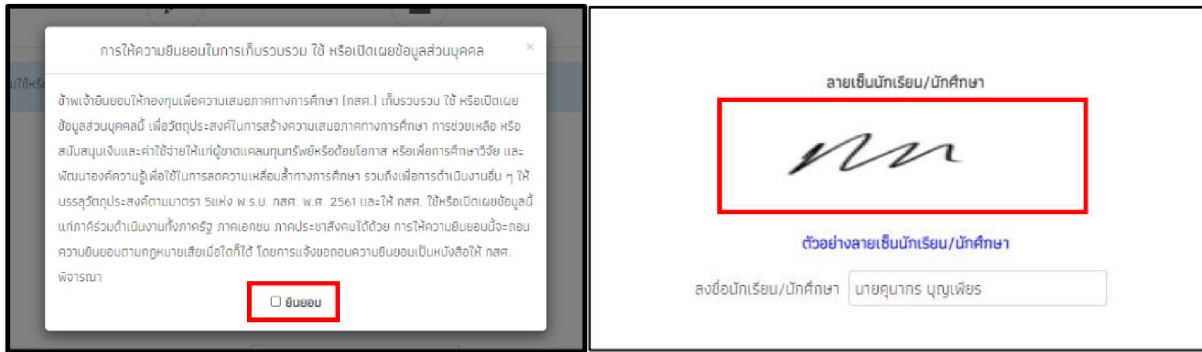 การให้ความยินยอมในการเก็บรวบรวม ใช้ หรือเปิดเผยข้อมูลส่วนบุคคล ×
ข้าพเจ้ายินยอมให้กองทุนเพื่อความเสมอภาคทางการศึกษา (กสศ.) เก็บรวบรวม ใช้ หรือเปิดเผย
ข้อมูลส่วนบุคคลนี้ เพื่อวัตถุประสงค์ในการสร้างความเสมอภาคทางการศึกษา การช่วยเหลือ หรือ
สนับสนุนเงินและค่าใช้จ่ายให้แก่ผู้ขาดแคลนทุนทรัพย์หรือด้อยโอกาส หรือเพื่อการศึกษาวิจัย และ
พัฒนาองค์ความรู้เพื่อใช้ในการลดความเหลื่อมล้ำทางการศึกษา รวมถึงเพื่อการดำเนินงานอื่น ๆ ให้
บรรลุวัตถุประสงค์ตามมาตรา 5แห่ง พ.ร.บ. กสศ. พ.ศ. 2561 และให้ กสศ. ใช้หรือเปิดเผยข้อมูลนี้
แก่ภาคีร่วมดำเนินงานทั้งภาครัฐ ภาคเอกชน ภาคประชาสังคมได้ด้วย การให้ความยินยอมนี้จะถอน
ความยินยอมตามกฎหมายเสียเมื่อใดก็ได้ โดยการแจ้งขอถอนความยินยอมเป็นหนังสือให้ กสศ.
พิจารณา
ยินยอม
ลายเซ็นนักเรียน/นักศึกษา
ตัวอย่างลายเซ็นนักเรียน/นักศึกษา
ลงชื่อนักเรียน/นักศึกษา นายคุนากร บุญเพียร